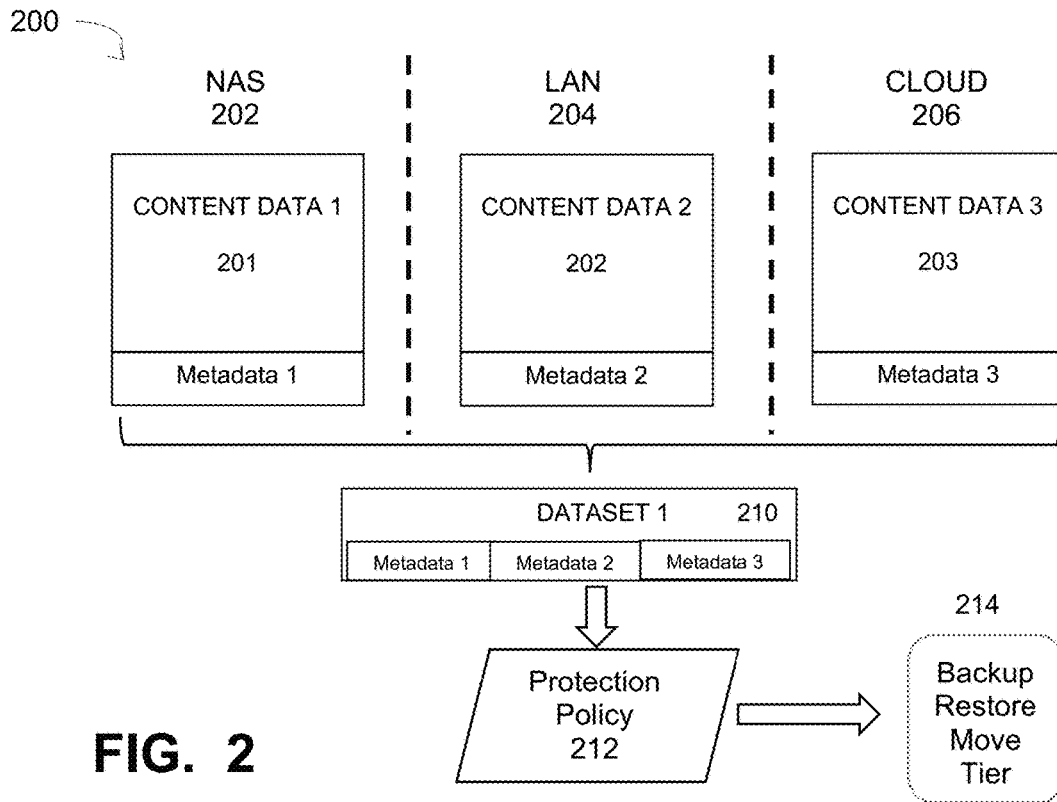 200
NAS
202
LAN
204
CLOUD
206
CONTENT DATA 1
201
CONTENT DATA 2
202
CONTENT DATA 3
203
Metadata 1
Metadata 2
Metadata 3
DATASET 1 210
Metadata 1
Metadata 2
Metadata 3
214
Protection
Policy
212
Backup
Restore
Move
Tier
FIG. 2